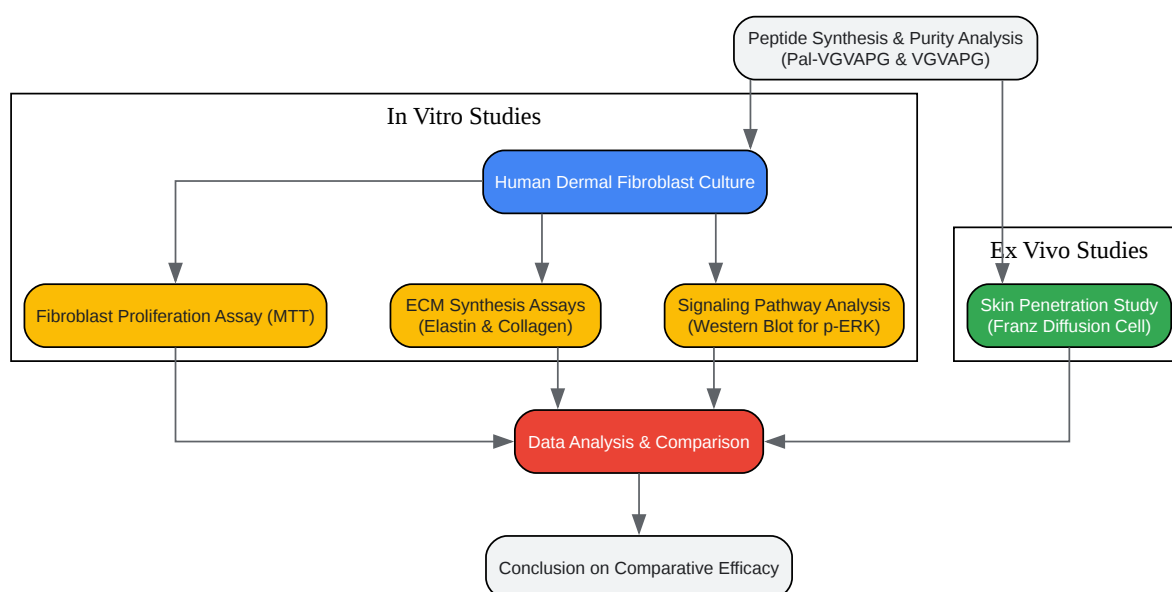 Peptide Synthesis & Purity Analysis
(Pal-VGVAPG & VGVAPG)
In Vitro Studies
Human Dermal Fibroblast Culture
Ex Vivo Studies
Fibroblast Proliferation Assay (MTT)
ECM Synthesis Assays
(Elastin & Collagen)
Signaling Pathway Analysis
(Western Blot for p-ERK)
Skin Penetration Study
(Franz Diffusion Cell)
Data Analysis & Comparison
Conclusion on Comparative Efficacy